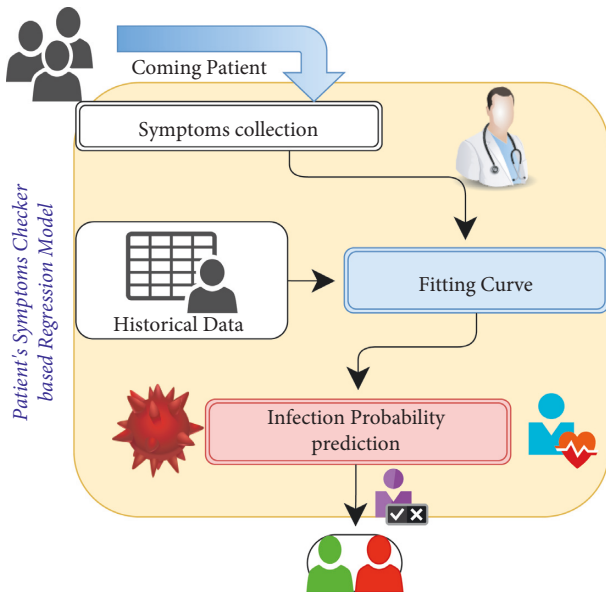 Coming Patient
Symptoms collection
Patient's Symptoms Checker
based Regression Model
Historical Data
Fitting Curve
Infection Probability
prediction